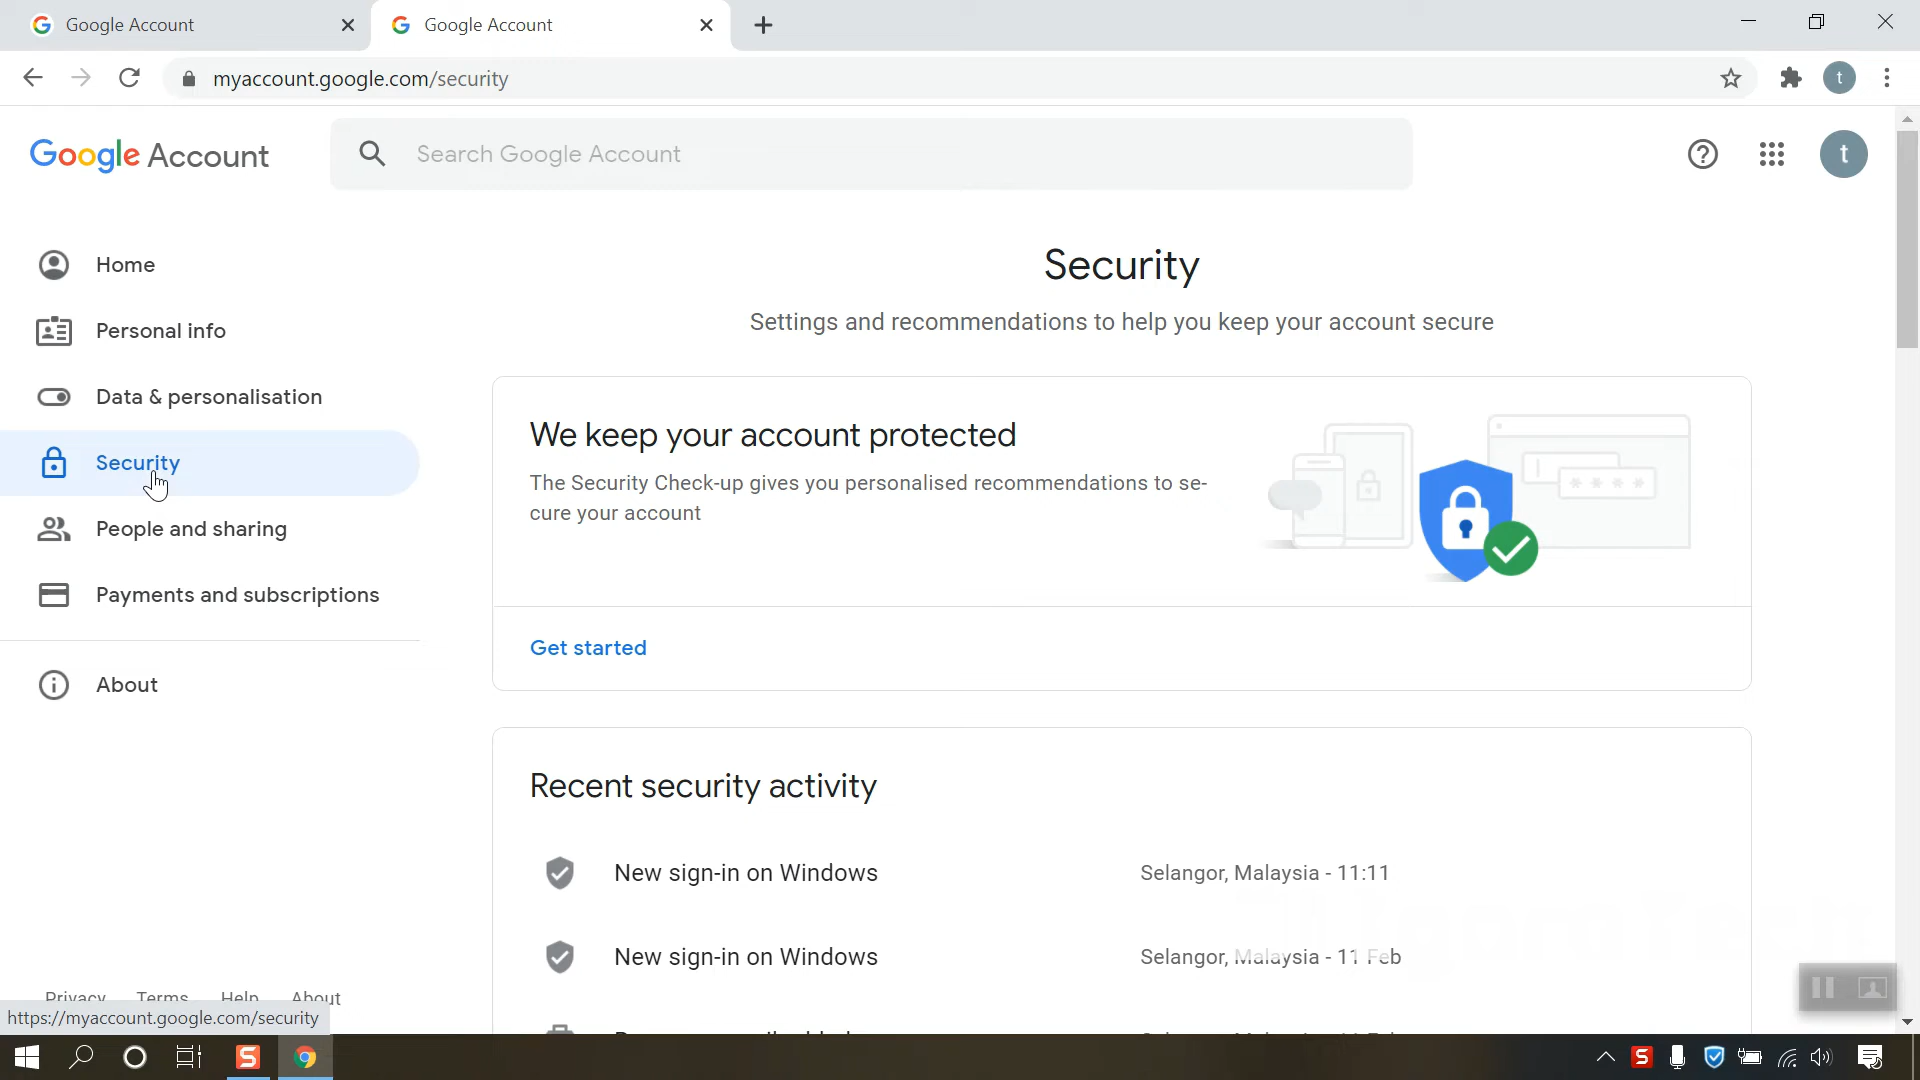 Google Account
Google Account
myaccount.google.com/security
t
Google Account
Search Google Account
t
Home
Personal info
Data & personalisation
Security
People and sharing
Payments and subscriptions
About
Security
Settings and recommendations to help you keep your account secure
We keep your account protected
The Security Check-up gives you personalised recommendations to se-
cure your account
* * * *
Get started
Recent security activity
New sign-in on Windows Selangor, Malaysia - 11:11
New sign-in on Windows Selangor, Malaysia - 11 Feb
Privacy Terms Help About
https://myaccount.google.com/security
S
S